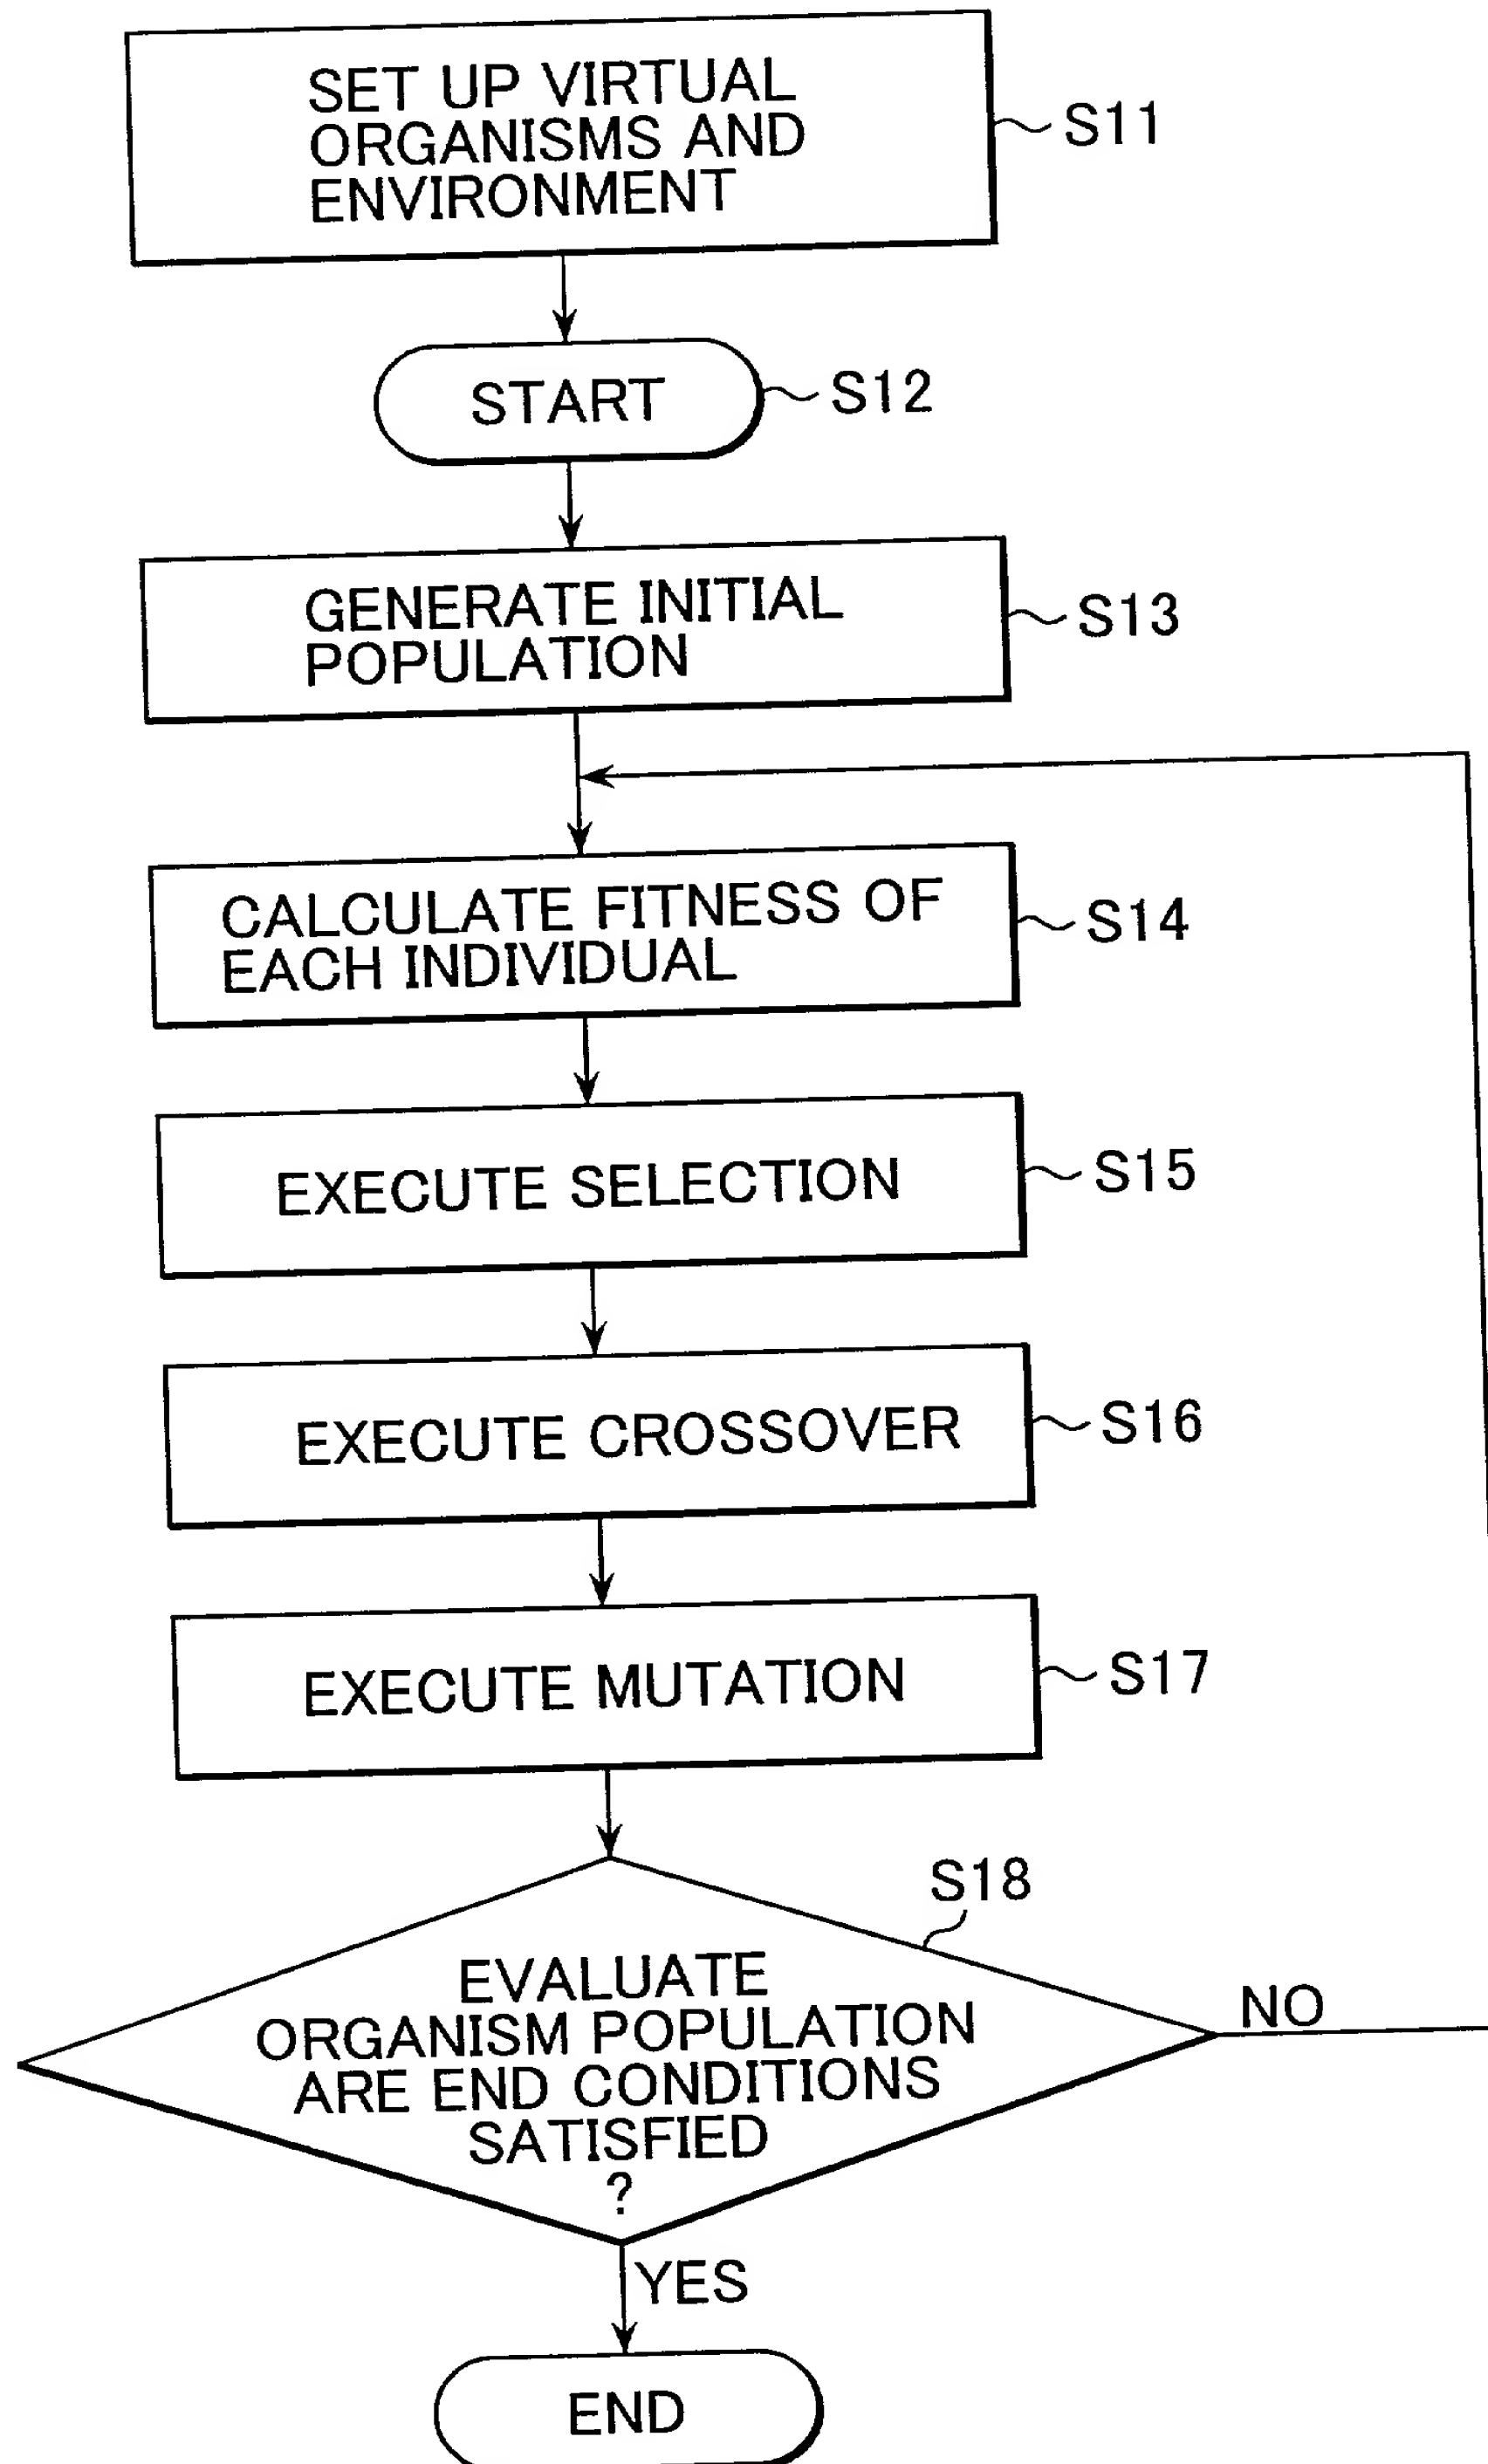 SET UP VIRTUAL
ORGANISMS AND
ENVIRONMENT
S11
START
S12
GENERATE INITIAL
POPULATION
S13
CALCULATE FITNESS OF
EACH INDIVIDUAL
S14
EXECUTE SELECTION
S15
EXECUTE CROSSOVER
S16
EXECUTE MUTATION
S17
S18
EVALUATE
ORGANISM POPULATION
ARE END CONDITIONS
SATISFIED
?
NO
YES
END